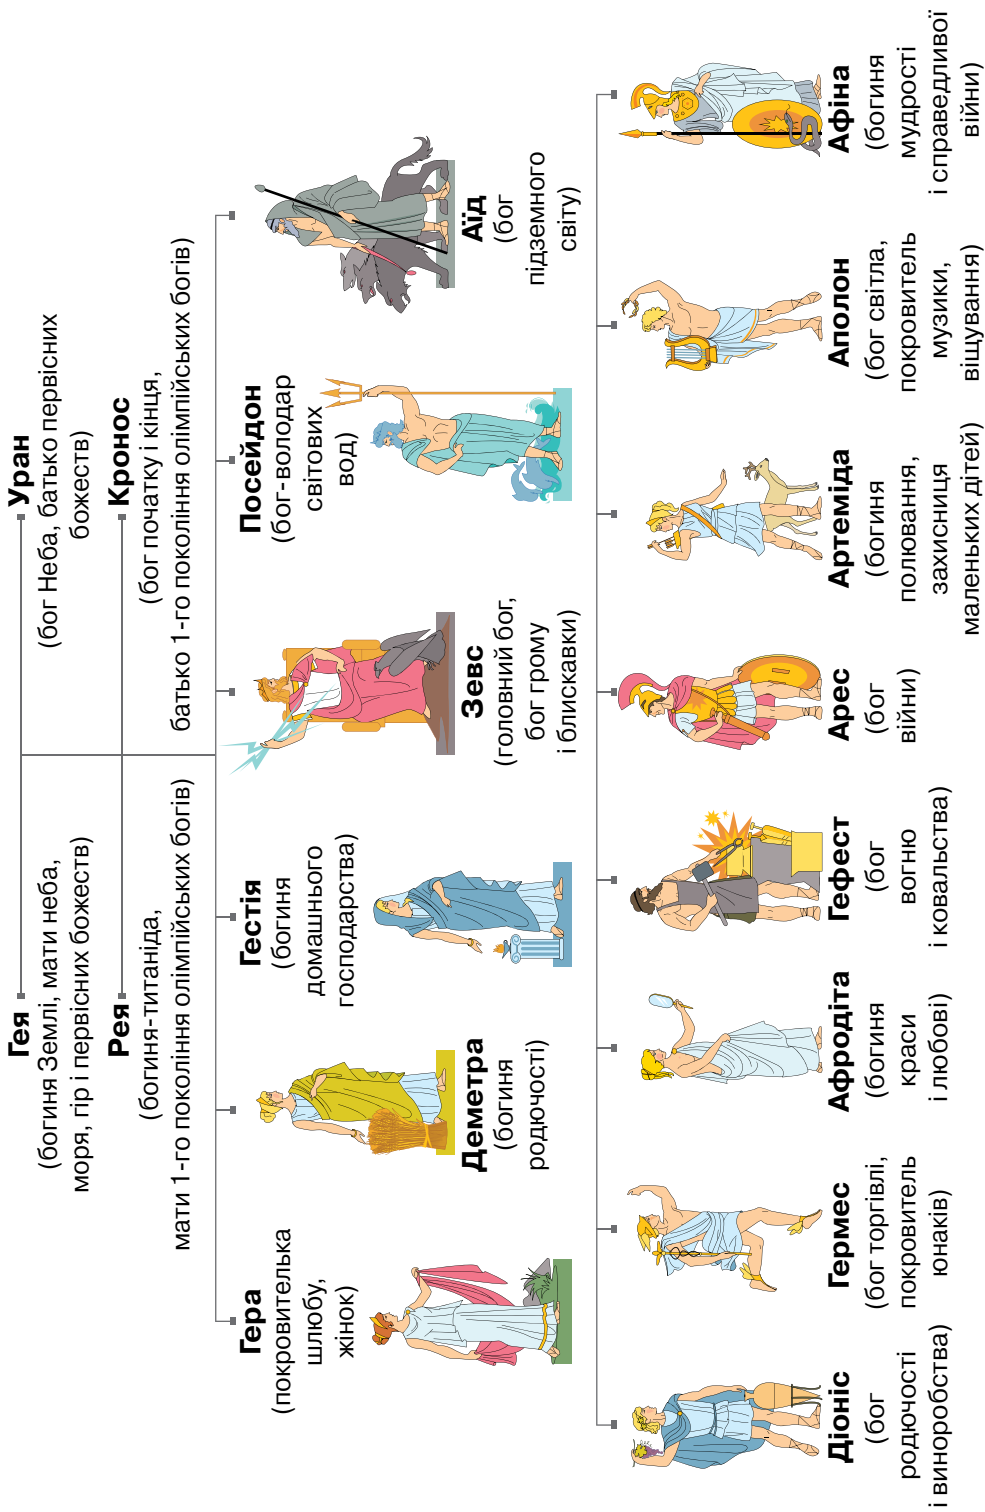 Гея
(богиня Землі, мати неба,
моря, гір і первісних божеств)
Уран
(бог Неба, батько первісних
божеств)
Рея
(богиня-титаніда,
мати 1-го покоління олімпійських богів)
Кронос
(бог початку і кінця,
батько 1-го покоління олімпійських богів)
Гера
(покровителька
шлюбу,
жінок)
Деметра
(богиня
родючості)
Гестія
(богиня
домашнього
господарства)
Зевс
(головний бог,
бог грому
і блискавки)
Посейдон
(бог-володар
світових
вод)
Аїд
(бог
підземного
світу)
Діоніс
(бог
родючості
і виноробства)
Гермес
(бог торгівлі,
покровитель
юнаків)
Афродіта
(богиня
краси
і любові)
Гефест
(бог
вогню
і ковальства)
Арес
(бог
війни)
Артеміда
(богиня
полювання,
захисниця
маленьких дітей)
Аполон
(бог світла,
покровитель
музики,
віщування)
Афіна
(богиня
мудрості
і справедливої
війни)